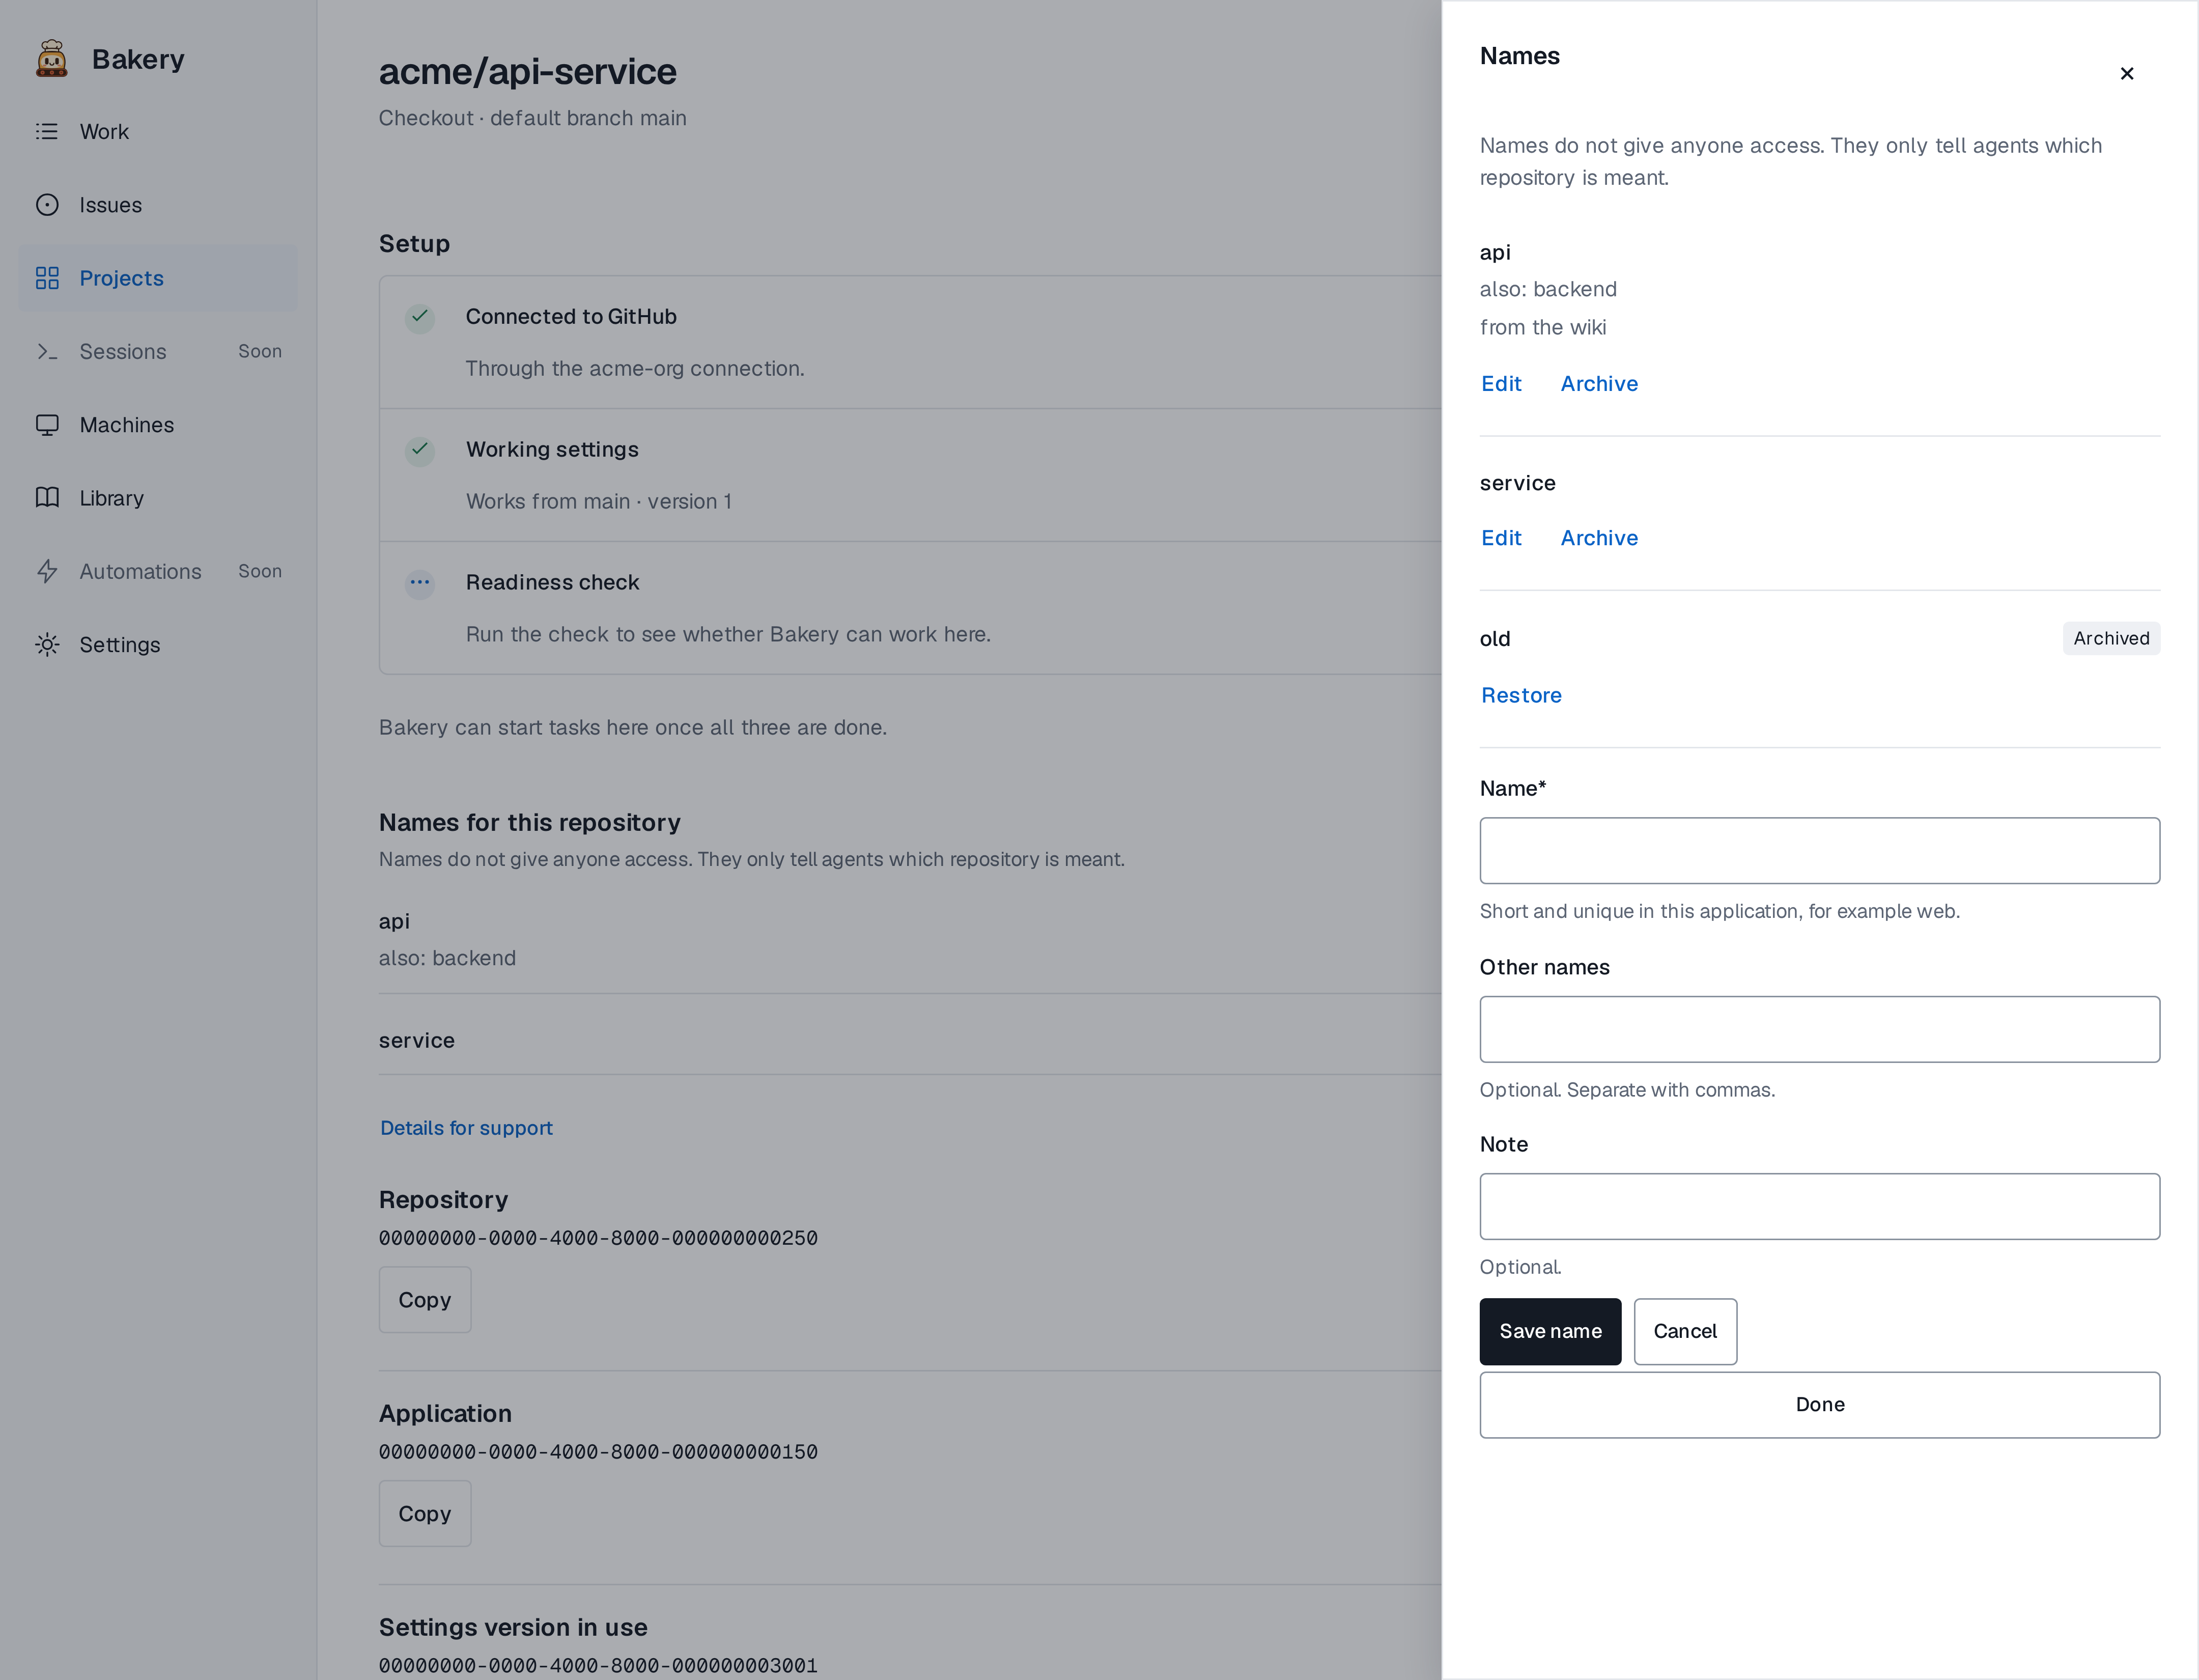 Bakery
Work
Issues
Projects
Sessions Soon
Machines
Library
Automations Soon
Settings
acme/api-service
Checkout · default branch main
Setup
Connected to GitHub
Through the acme-org connection.
Working settings
Works from main · version 1
Readiness check
Run the check to see whether Bakery can work here.
Bakery can start tasks here once all three are done.
Names for this repository
Names do not give anyone access. They only tell agents which repository is meant.
api
also: backend
service
Details for support
Repository
00000000-0000-4000-8000-000000000250
Copy
Application
00000000-0000-4000-8000-000000000150
Copy
Settings version in use
00000000-0000-4000-8000-000000003001
Names
Names do not give anyone access. They only tell agents which
repository is meant.
api
also: backend
from the wiki
Edit Archive
service
Edit Archive
old Archived
Restore
Name*
Short and unique in this application, for example web.
Other names
Optional. Separate with commas.
Note
Optional.
Save name Cancel
Done